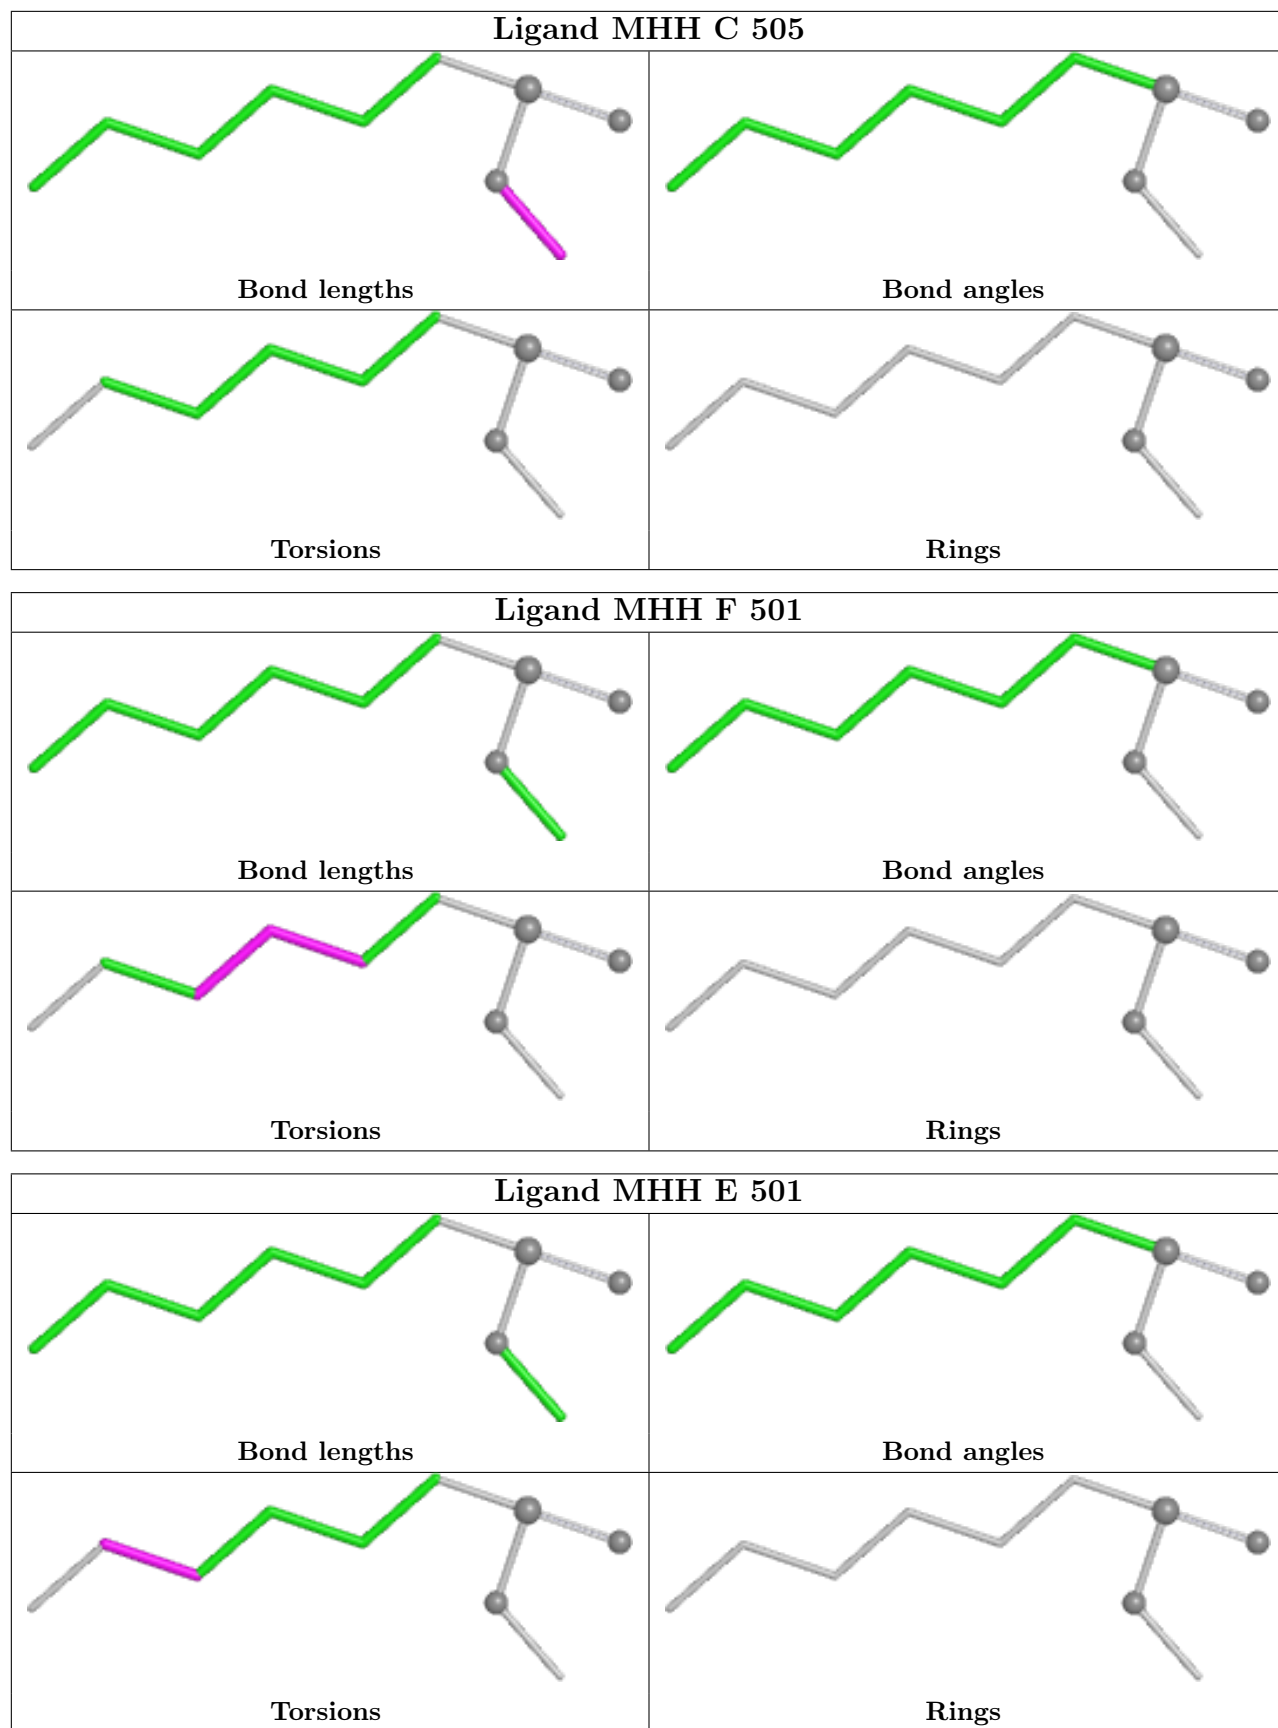 Ligand MHH C 505
Bond lengths
Bond angles
Torsions
Rings
Ligand MHH F 501
Bond lengths
Bond angles
Torsions
Rings
Ligand MHH E 501
Bond lengths
Bond angles
Torsions
Rings